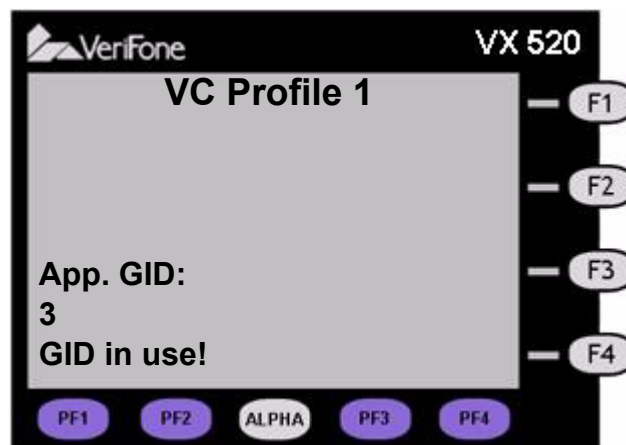 VeriFone VX 520
VC Profile 1
F1
F2
App. GID:
F3
3
GID in use!
F4
PF1 PF2 ALPHA PF3 PF4